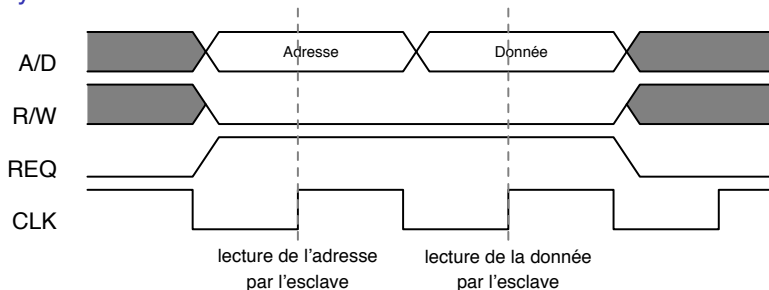 A/D
Adresse
Donnée
R/W
REQ
CLK
lecture de l'adresse
par l'esclave
lecture de la donnée
par l'esclave